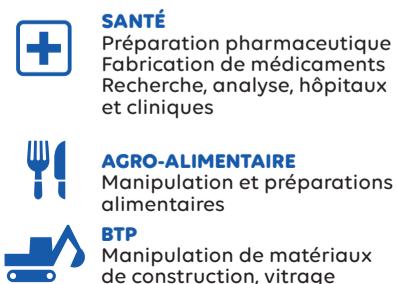 SANTÉ
Préparation pharmaceutique
Fabrication de médicaments
Recherche, analyse, hôpitaux
et cliniques
AGRO-ALIMENTAIRE
Manipulation et préparations
alimentaires
BTP
Manipulation de matériaux
de construction, vitrage